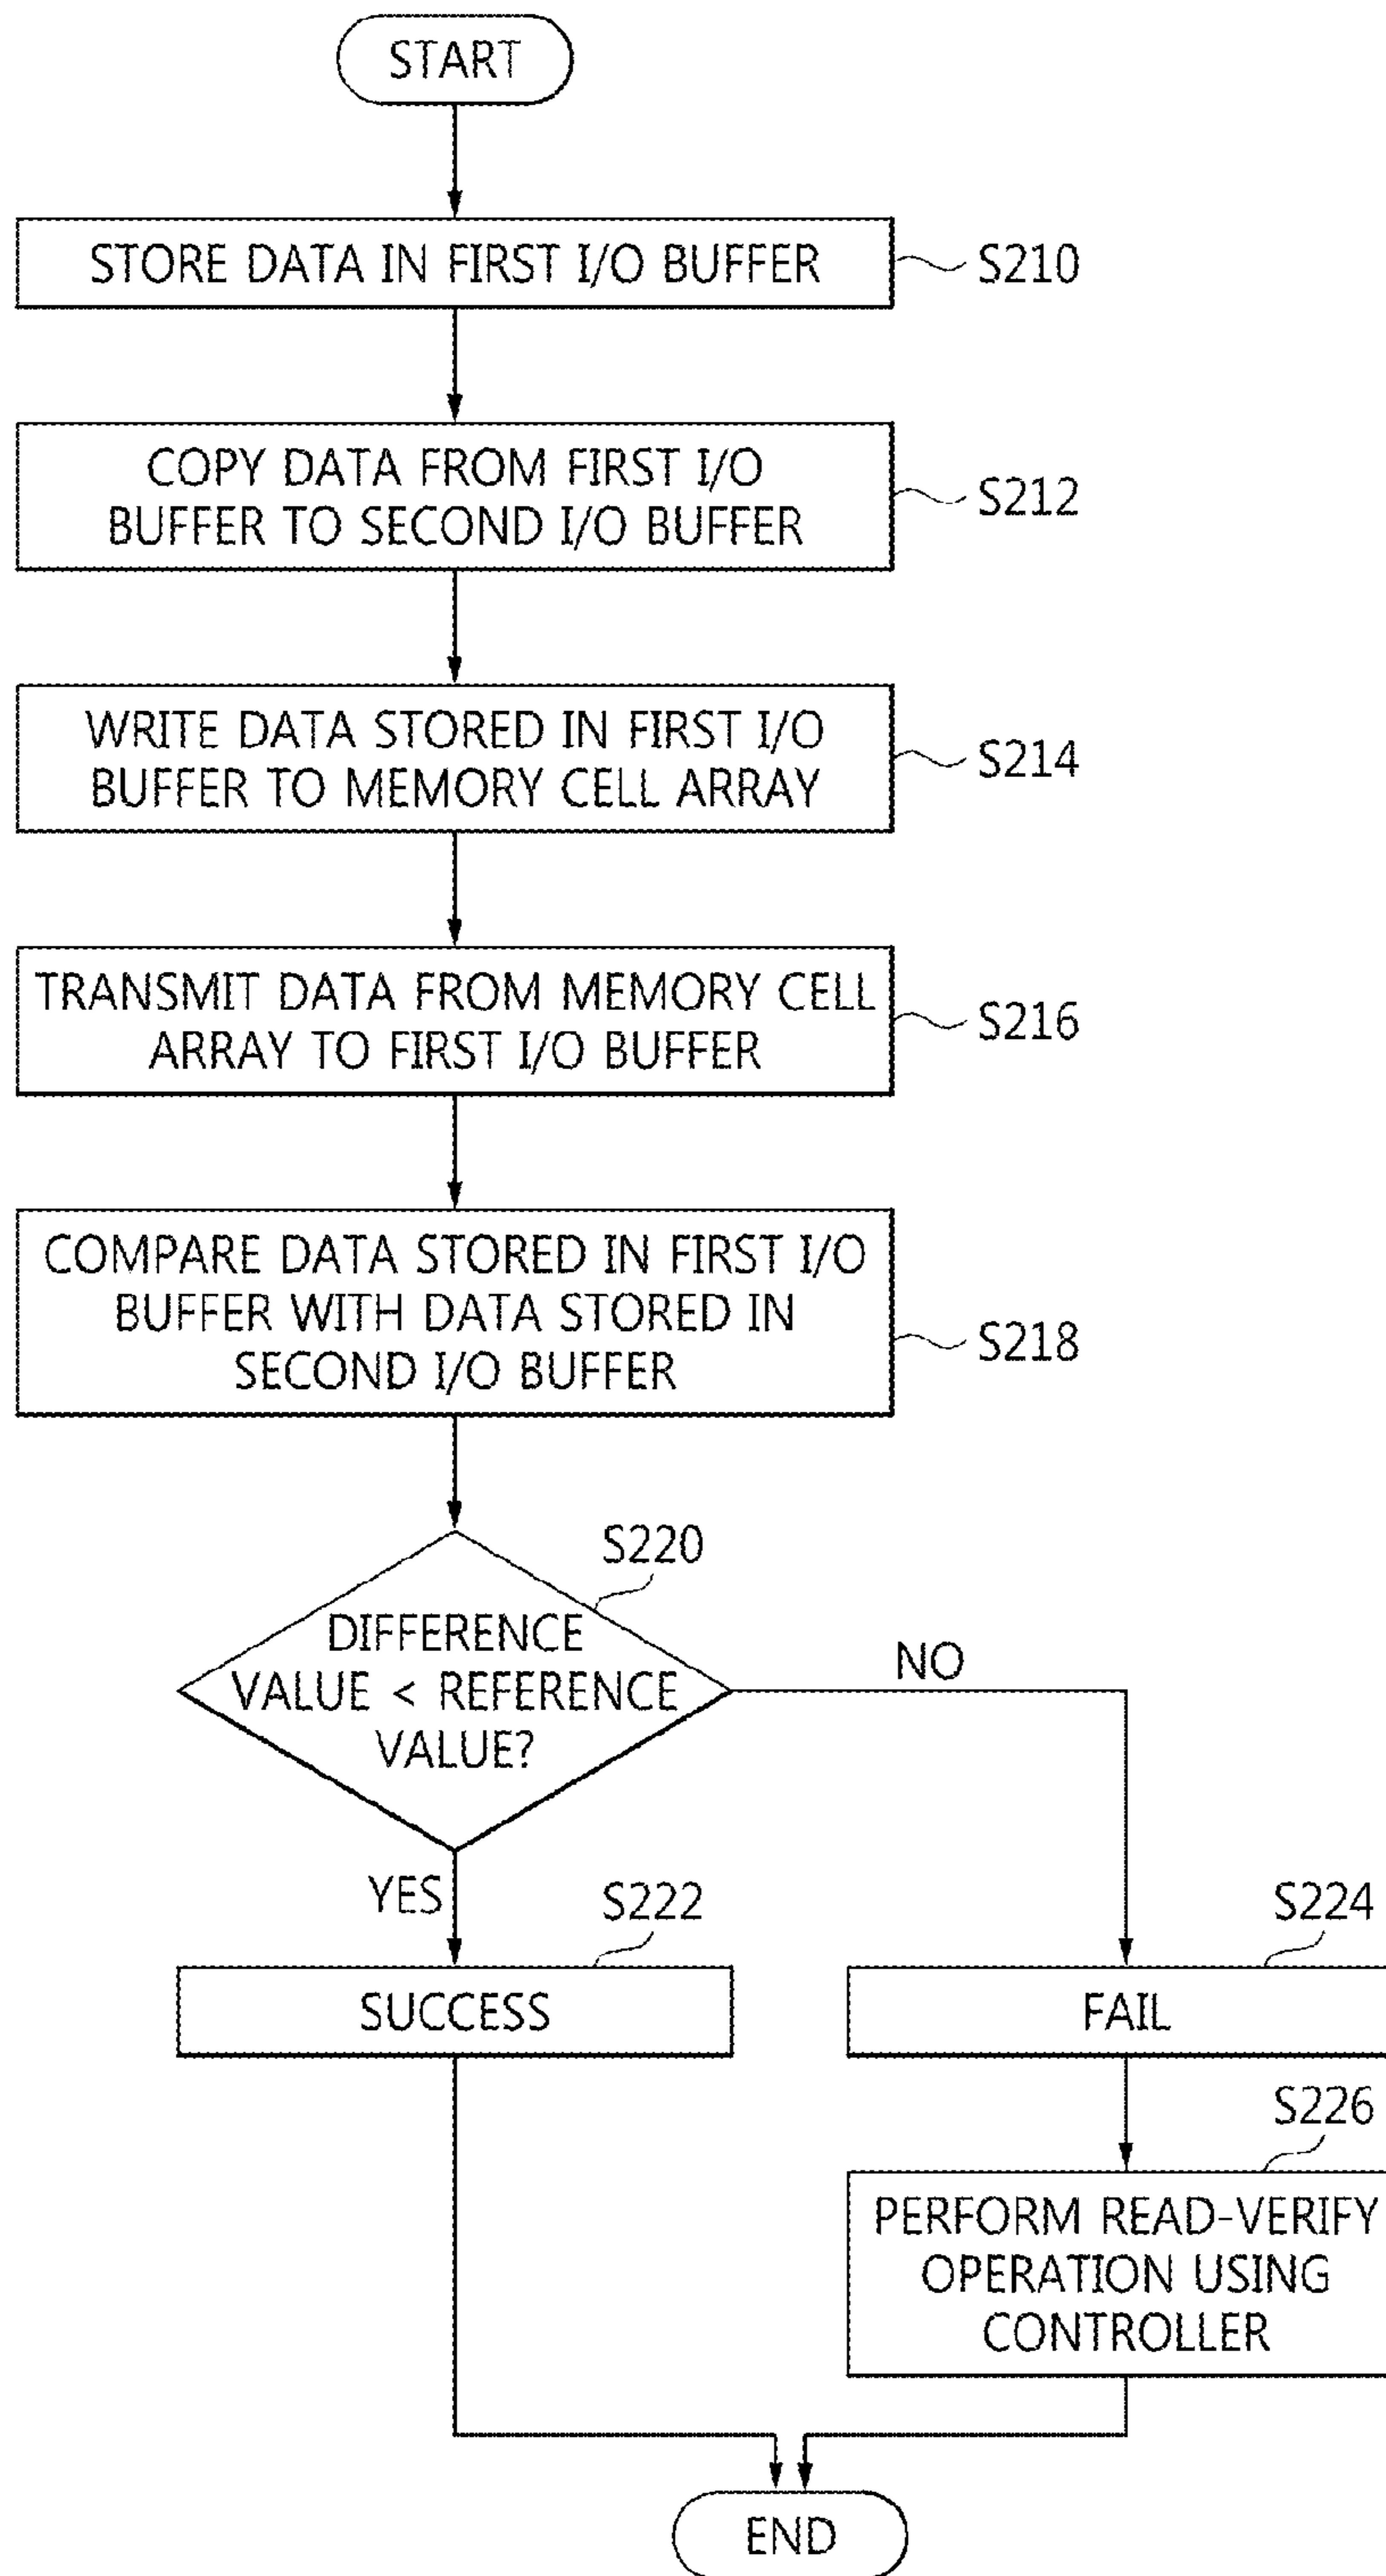 START
STORE DATA IN FIRST I/O BUFFER
S210
COPY DATA FROM FIRST I/O
BUFFER TO SECOND I/O BUFFER
S212
WRITE DATA STORED IN FIRST I/O
BUFFER TO MEMORY CELL ARRAY
S214
TRANSMIT DATA FROM MEMORY CELL
ARRAY TO FIRST I/O BUFFER
S216
COMPARE DATA STORED IN FIRST I/O
BUFFER WITH DATA STORED IN
SECOND I/O BUFFER
S218
S220
DIFFERENCE
VALUE < REFERENCE
VALUE?
NO
YES
S222
SUCCESS
S224
FAIL
S226
PERFORM READ-VERIFY
OPERATION USING
CONTROLLER
END